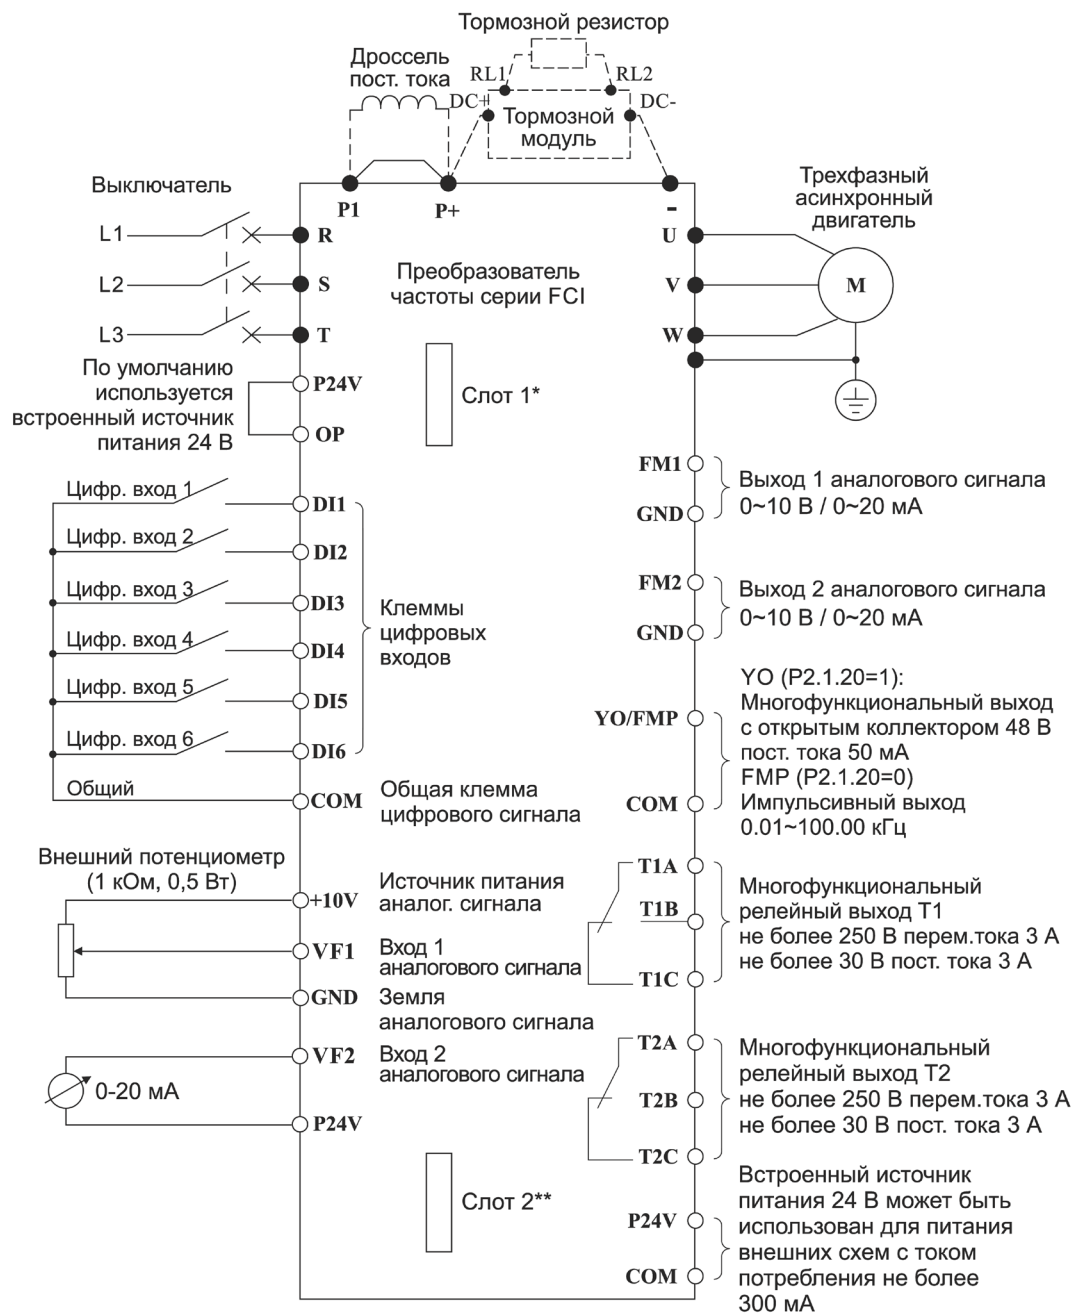 Тормозной резистор
Дроссель
пост. тока
RL1
RL2
DC+
DC-
Тормозной
модуль
Выключатель
P1
P+
-
Трехфазный
асинхронный
двигатель
L1
R
U
Преобразователь
частоты серии FCI
L2
S
V
M
L3
T
W
По умолчанию
используется
встроенный источник
питания 24 В
P24V
OP
Слот 1*
FM1
GND
Выход 1 аналогового сигнала
0~10 В / 0~20 мА
Цифр. вход 1
DI1
Цифр. вход 2
DI2
Цифр. вход 3
DI3
Цифр. вход 4
DI4
Цифр. вход 5
DI5
Цифр. вход 6
DI6
Клеммы
цифровых
входов
FM2
GND
Выход 2 аналогового сигнала
0~10 В / 0~20 мА
YO/FMP
COM
YO (P2.1.20=1):
Многофункциональный выход
с открытым коллектором 48 В
пост. тока 50 мА
FMP (P2.1.20=0)
Импульсивный выход
0.01~100.00 кГц
Общий
COM
Общая клемма
цифрового сигнала
Внешний потенциометр
(1 кОм, 0,5 Вт)
+10V
Источник питания
аналог. сигнала
VF1
Вход 1
аналогового сигнала
GND
Земля
аналогового сигнала
T1A
T1B
T1C
Многофункциональный
релейный выход T1
не более 250 В перем.тока 3 А
не более 30 В пост. тока 3 А
VF2
Вход 2
аналогового сигнала
0-20 мА
P24V
T2A
T2B
T2C
Многофункциональный
релейный выход T2
не более 250 В перем.тока 3 А
не более 30 В пост. тока 3 А
Слот 2**
P24V
COM
Встроенный источник
питания 24 В может быть
использован для питания
внешних схем с током
потребления не более
300 мА